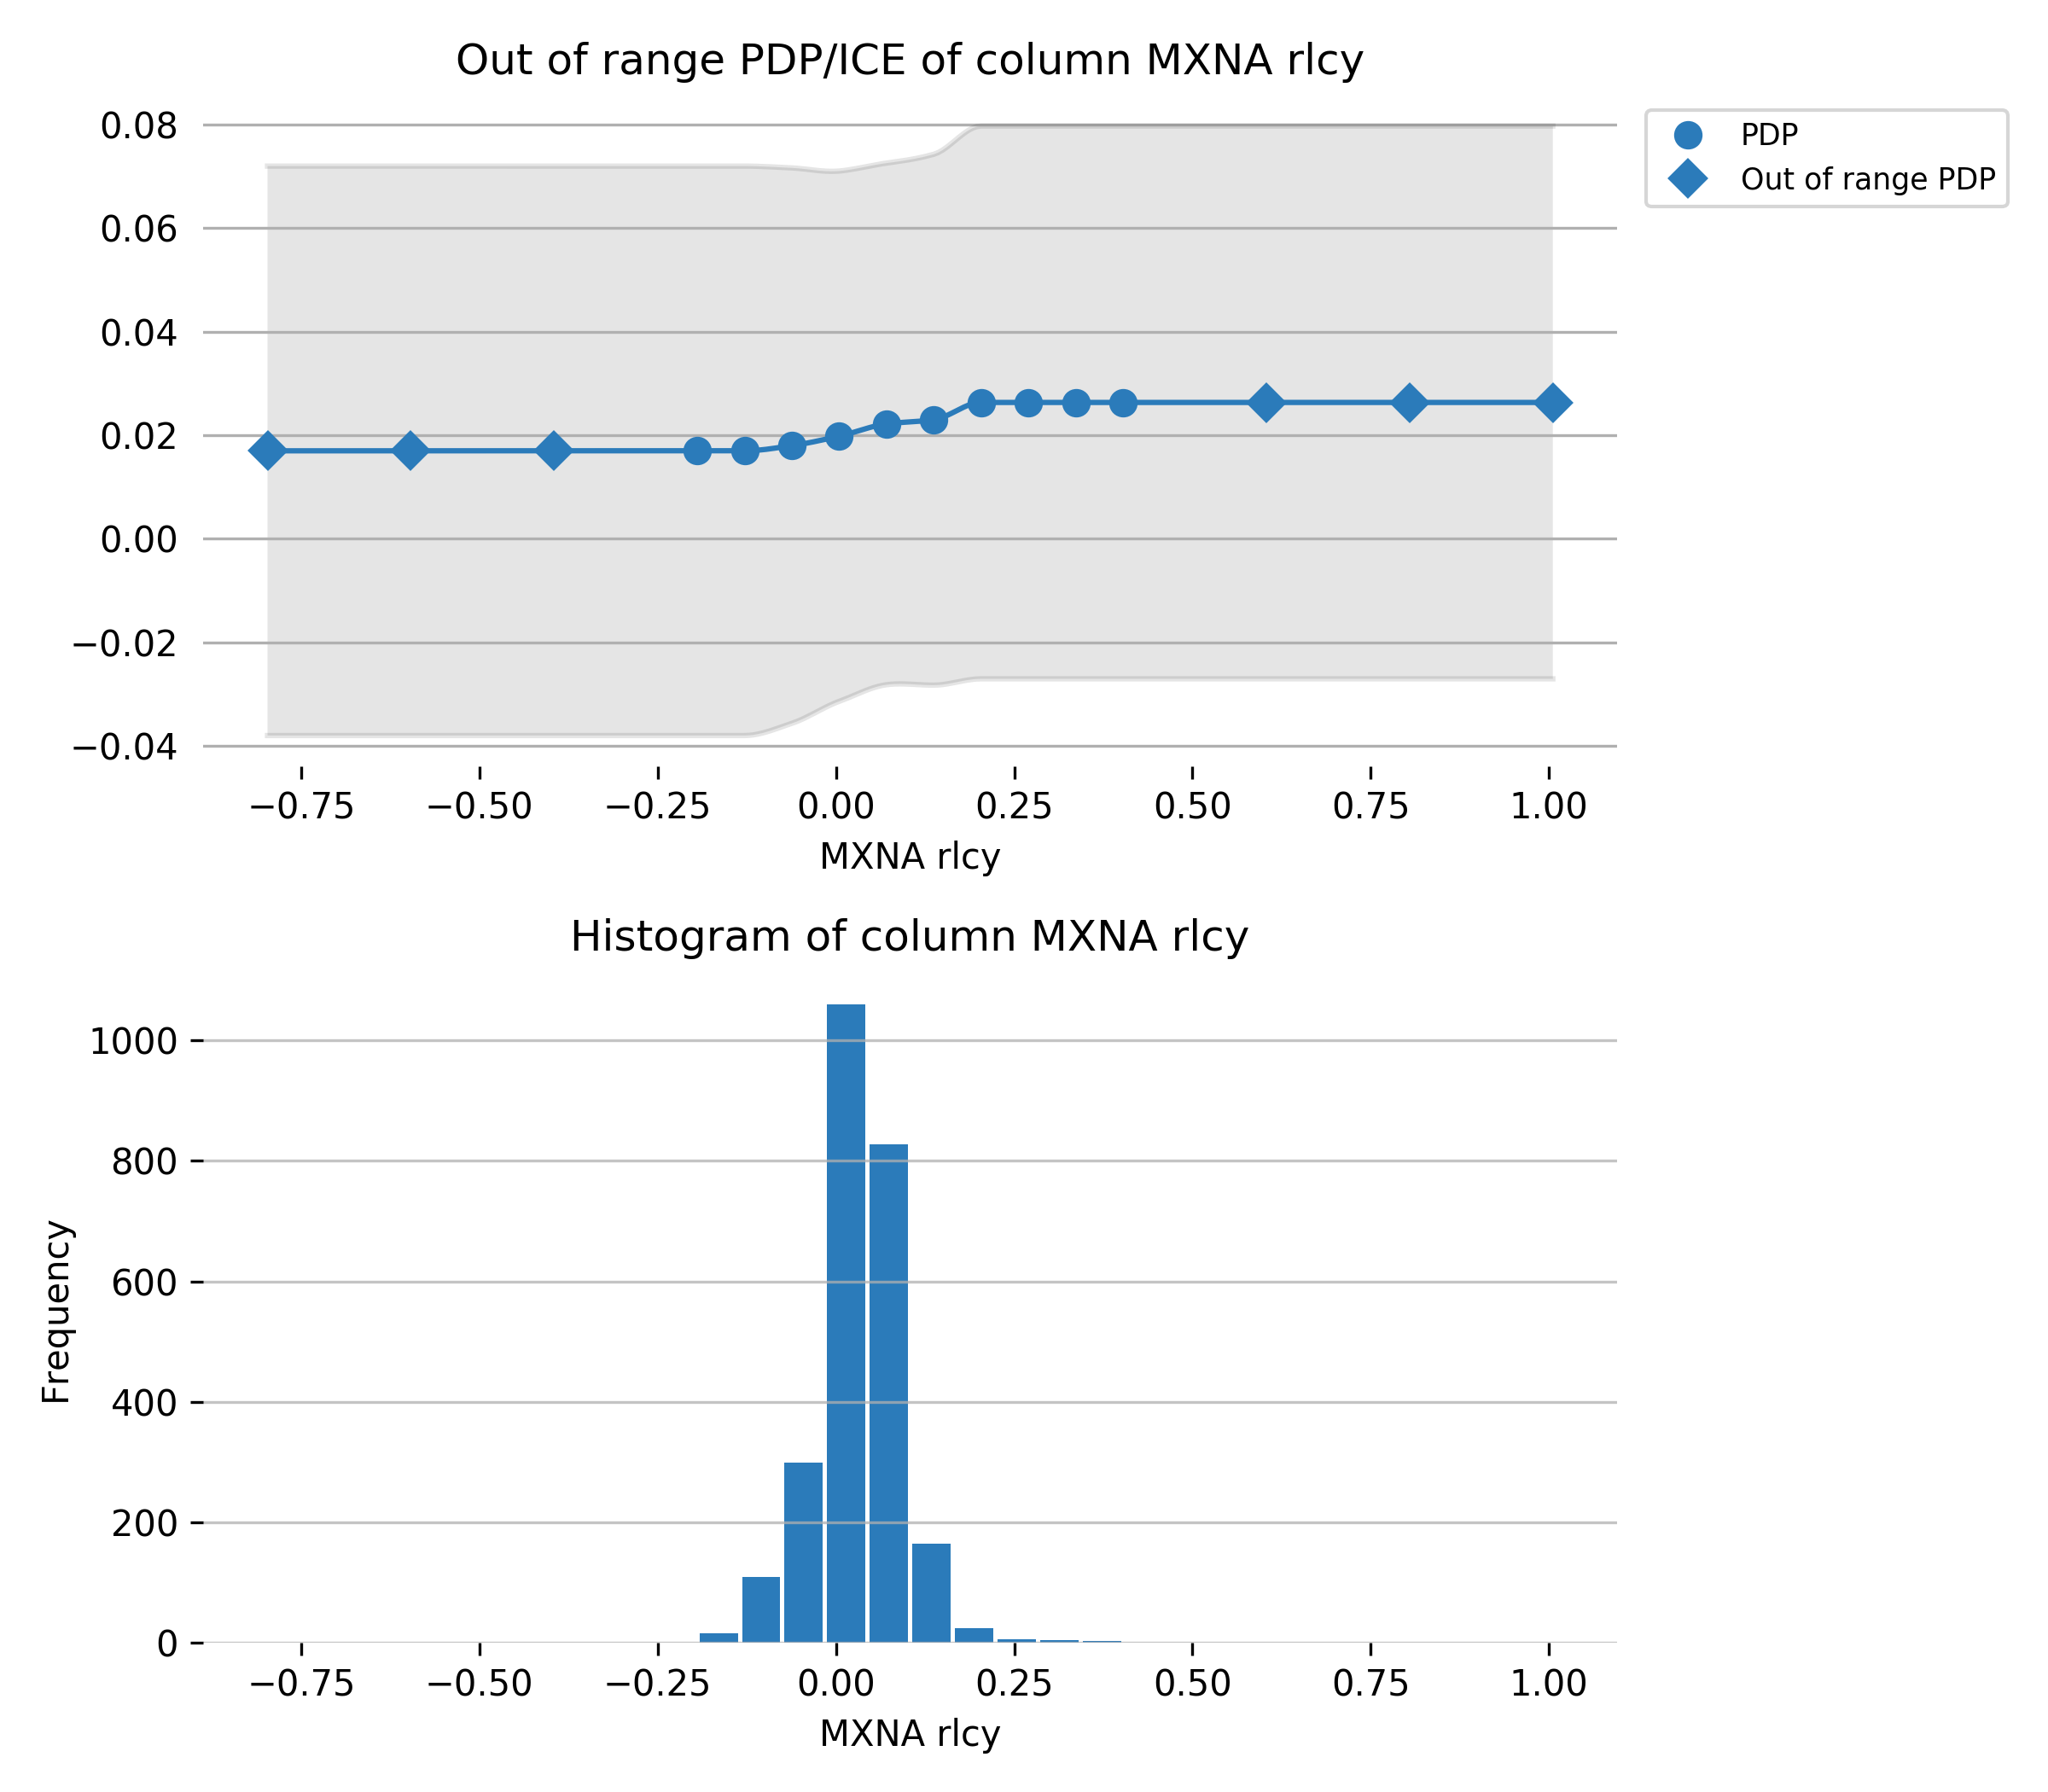 Out of range PDP/ICE of column MXNA rlcy
PDP
Out of range PDP
0.08
0.06
0.04
0.02
0.00
−0.02
−0.04
−0.75 −0.50 −0.25 0.00 0.25 0.50 0.75 1.00
MXNA rlcy
Histogram of column MXNA rlcy
Frequency
1000
800
600
400
200
0
−0.75 −0.50 −0.25 0.00 0.25 0.50 0.75 1.00
MXNA rlcy